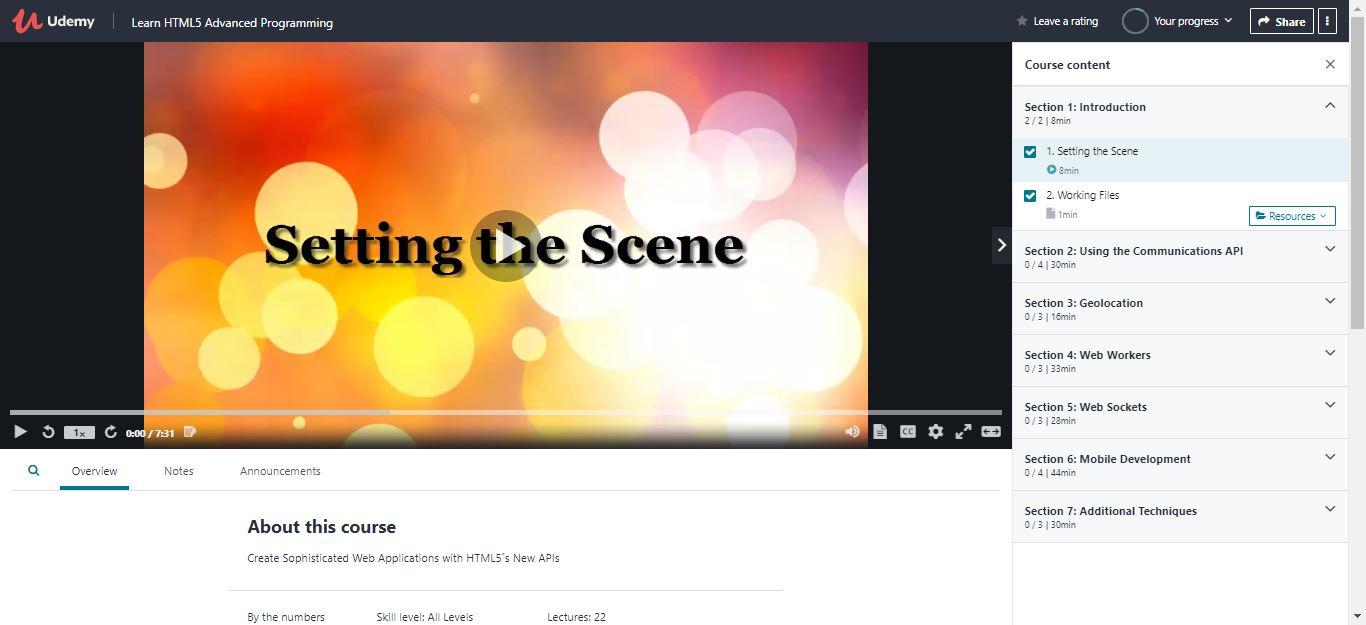 Udemy
Learn HTML5 Advanced Programming
Leave a rating
Your progress
Share
Setting the Scene
1x
0:00 / 7:31
CC
Course content
Section 1: Introduction
2 / 2 | 8min
1. Setting the Scene
8min
2. Working Files
1min
Resources
Section 2: Using the Communications API
0 / 4 | 30min
Section 3: Geolocation
0 / 3 | 16min
Section 4: Web Workers
0 / 3 | 33min
Section 5: Web Sockets
0 / 3 | 28min
Section 6: Mobile Development
0 / 4 | 44min
Section 7: Additional Techniques
0 / 3 | 30min
Overview
Notes
Announcements
About this course
Create Sophisticated Web Applications with HTML5´s New APIs
By the numbers
Skill level: All Levels
Lectures: 22